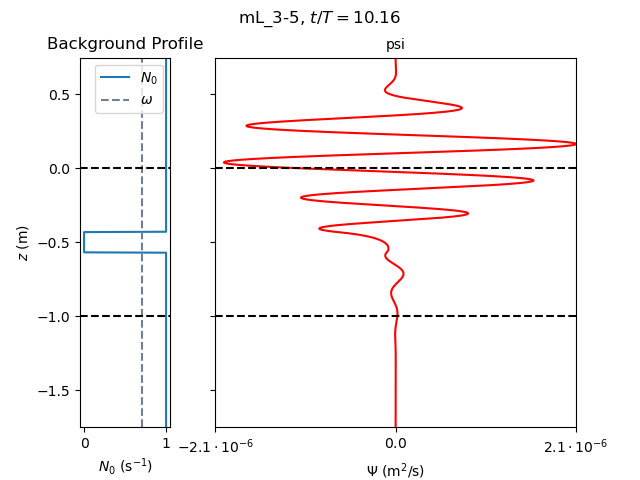 mL_3-5, t/T = 10.16
Background Profile
psi
N₀
ω
0.5
0.0
−0.5
−1.0
−1.5
z (m)
0 1
−2.1 · 10⁻⁶ 0.0 2.1 · 10⁻⁶
N₀ (s⁻¹)
Ψ (m²/s)